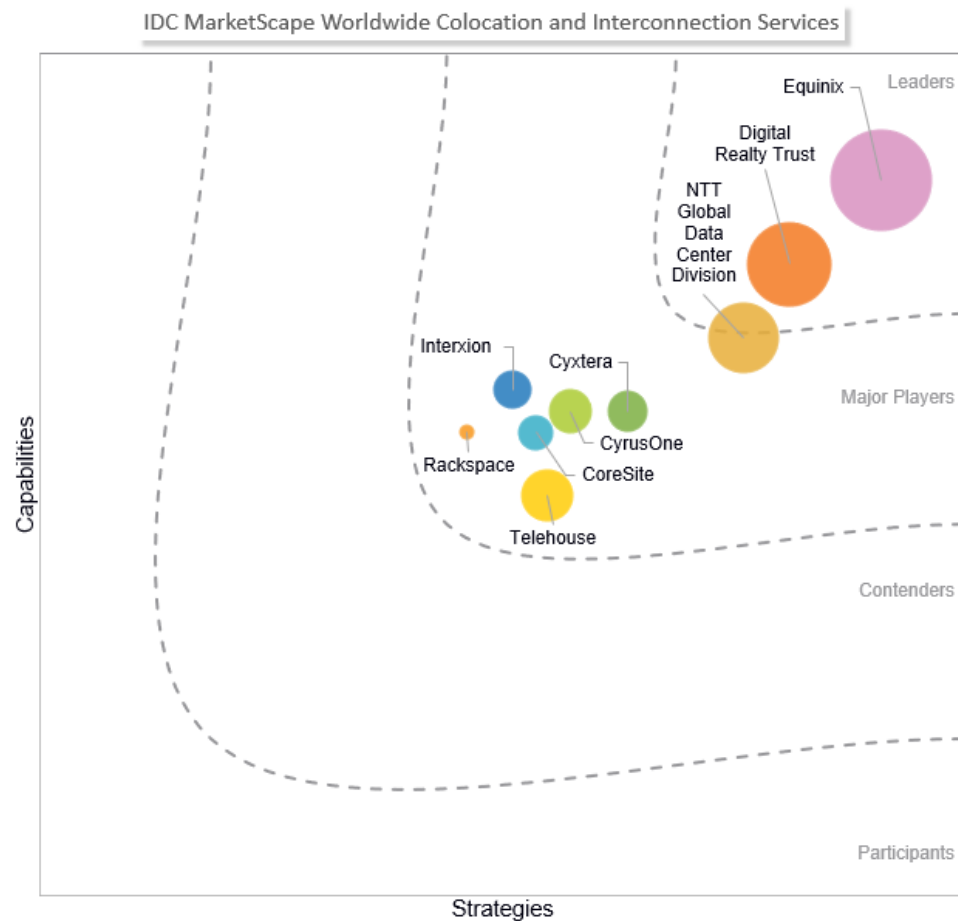 IDC MarketScape Worldwide Colocation and Interconnection Services
Leaders
Equinix
Digital
Realty Trust
NTT
Global
Data
Center
Division
Interxion
Cyxtera
Major Players
CyrusOne
Rackspace
CoreSite
Telehouse
Capabilities
Contenders
Participants
Strategies